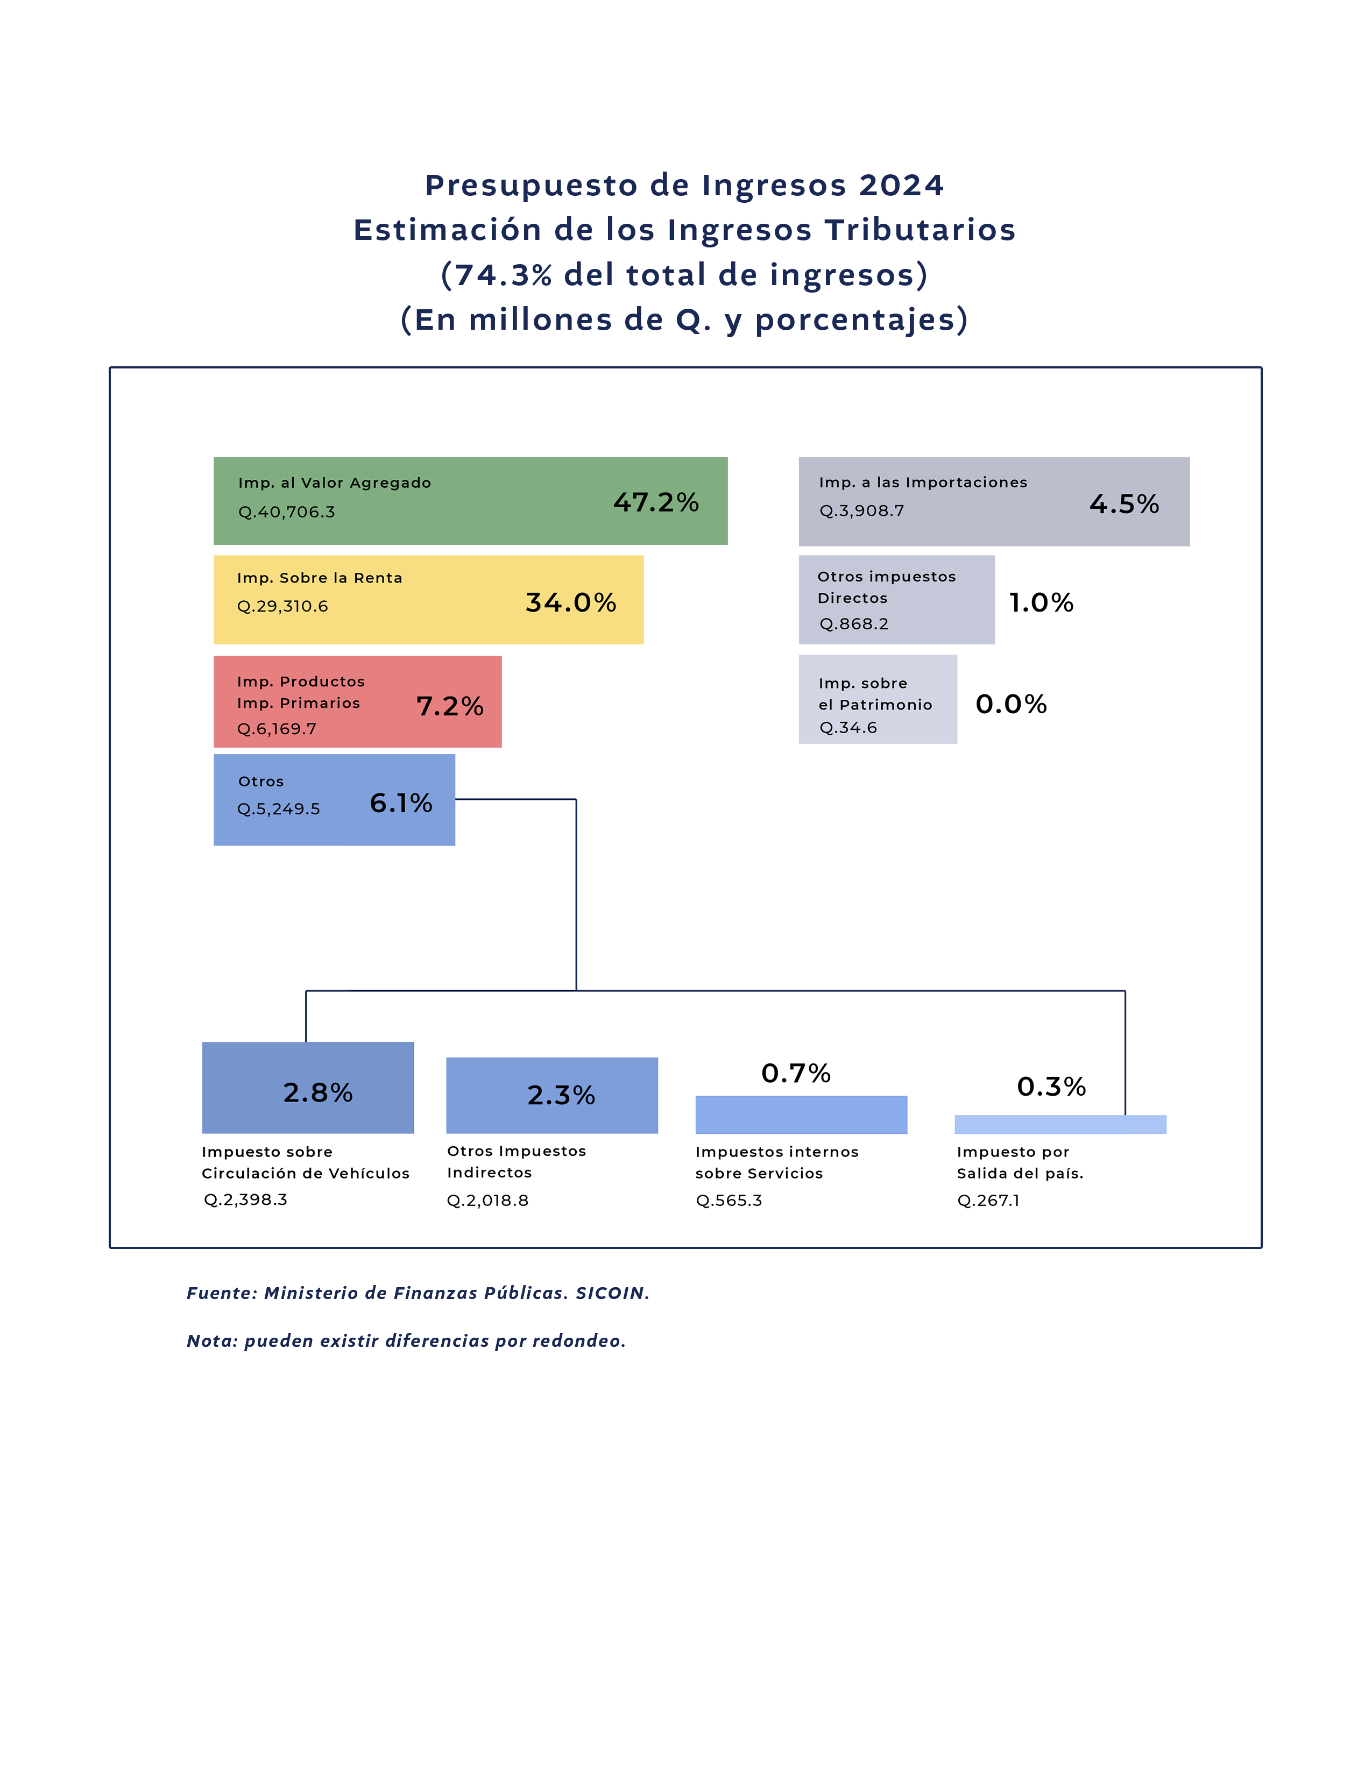 Presupuesto de Ingresos 2024
Estimación de los Ingresos Tributarios
(74.3% del total de ingresos)
(En millones de Q. y porcentajes)
Imp. al Valor Agregado
Q.40,706.3
47.2%
Imp. Sobre la Renta
Q.29,310.6
34.0%
Imp. Productos
Imp. Primarios
Q.6,169.7
7.2%
Otros
Q.5,249.5
6.1%
Imp. a las Importaciones
Q.3,908.7
4.5%
Otros impuestos
Directos
Q.868.2
1.0%
Imp. sobre
el Patrimonio
Q.34.6
0.0%
2.8%
Impuesto sobre
Circulación de Vehículos
Q.2,398.3
2.3%
Otros Impuestos
Indirectos
Q.2,018.8
0.7%
Impuestos internos
sobre Servicios
Q.565.3
0.3%
Impuesto por
Salida del país.
Q.267.1
Fuente: Ministerio de Finanzas Públicas. SICOIN.
Nota: pueden existir diferencias por redondeo.